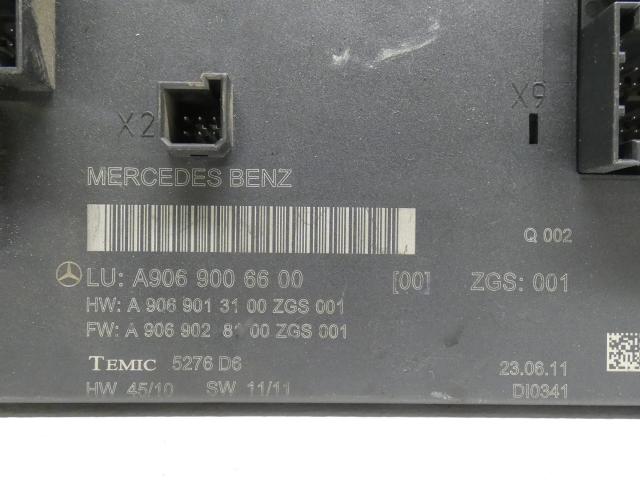 X2
X9
MERCEDES BENZ
Q 002
LU: A906 900 66 00 [00] ZGS: 001
HW: A 906 901 31 00 ZGS 001
FW: A 906 902 81 00 ZGS 001
TEMIC 5276 D6 23.06.11
HW 45/10 SW 11/11 DI0341